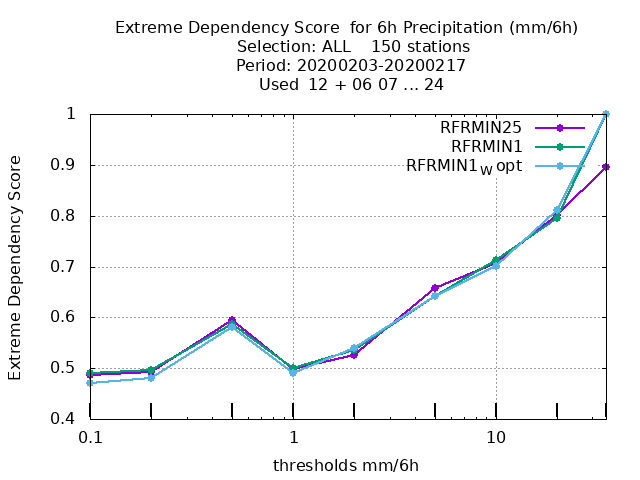 Extreme Dependency Score  for 6h Precipitation (mm/6h)
Selection: ALL    150 stations
Period: 20200203-20200217
Used  12 + 06 07 ... 24
RFRMIN25
RFRMIN1
RFRMIN1_W opt
Extreme Dependency Score
1
0.9
0.8
0.7
0.6
0.5
0.4
0.1 1 10
thresholds mm/6h